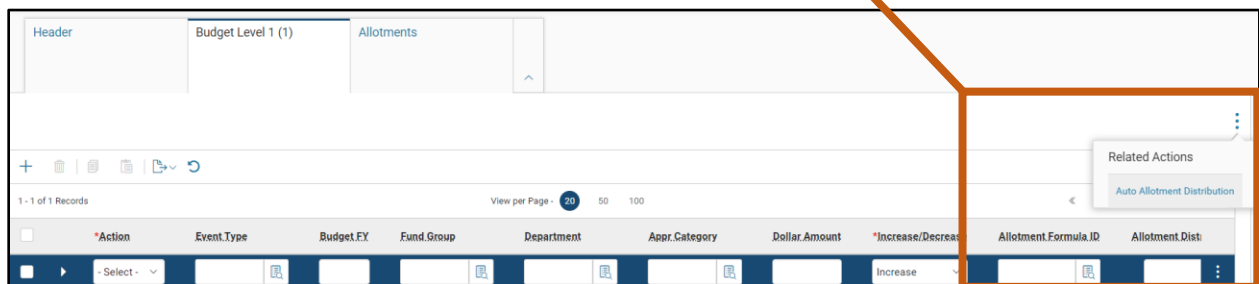 Header Budget Level 1 (1) Allotments
Related Actions
Auto Allotment Distribution
1 - 1 of 1 Records View per Page - 20 50 100
*Action Event Type Budget FY Fund Group Department Appr Category Dollar Amount *Increase/Decrease Allotment Formula ID Allotment Distr
- Select - Increase